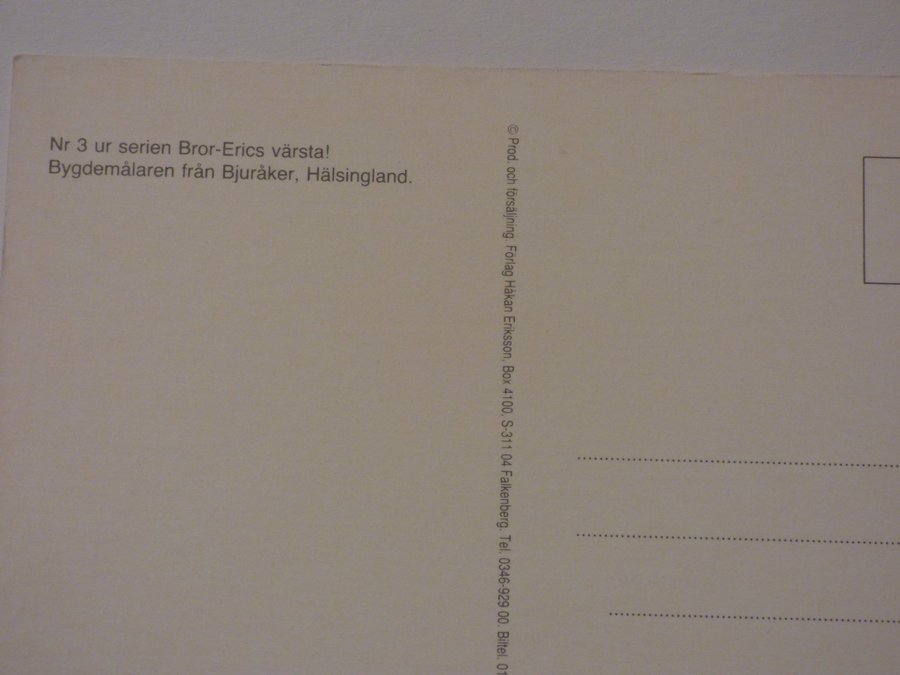 Nr 3 ur serien Bror-Erics värsta!
Bygdemålaren från Bjuråker, Hälsingland.
© Prod. och försäljning. Förlag Håkan Eriksson, Box 4100, S-311 04 Falkenberg. Tel. 0346-929 00. Biltel. 01